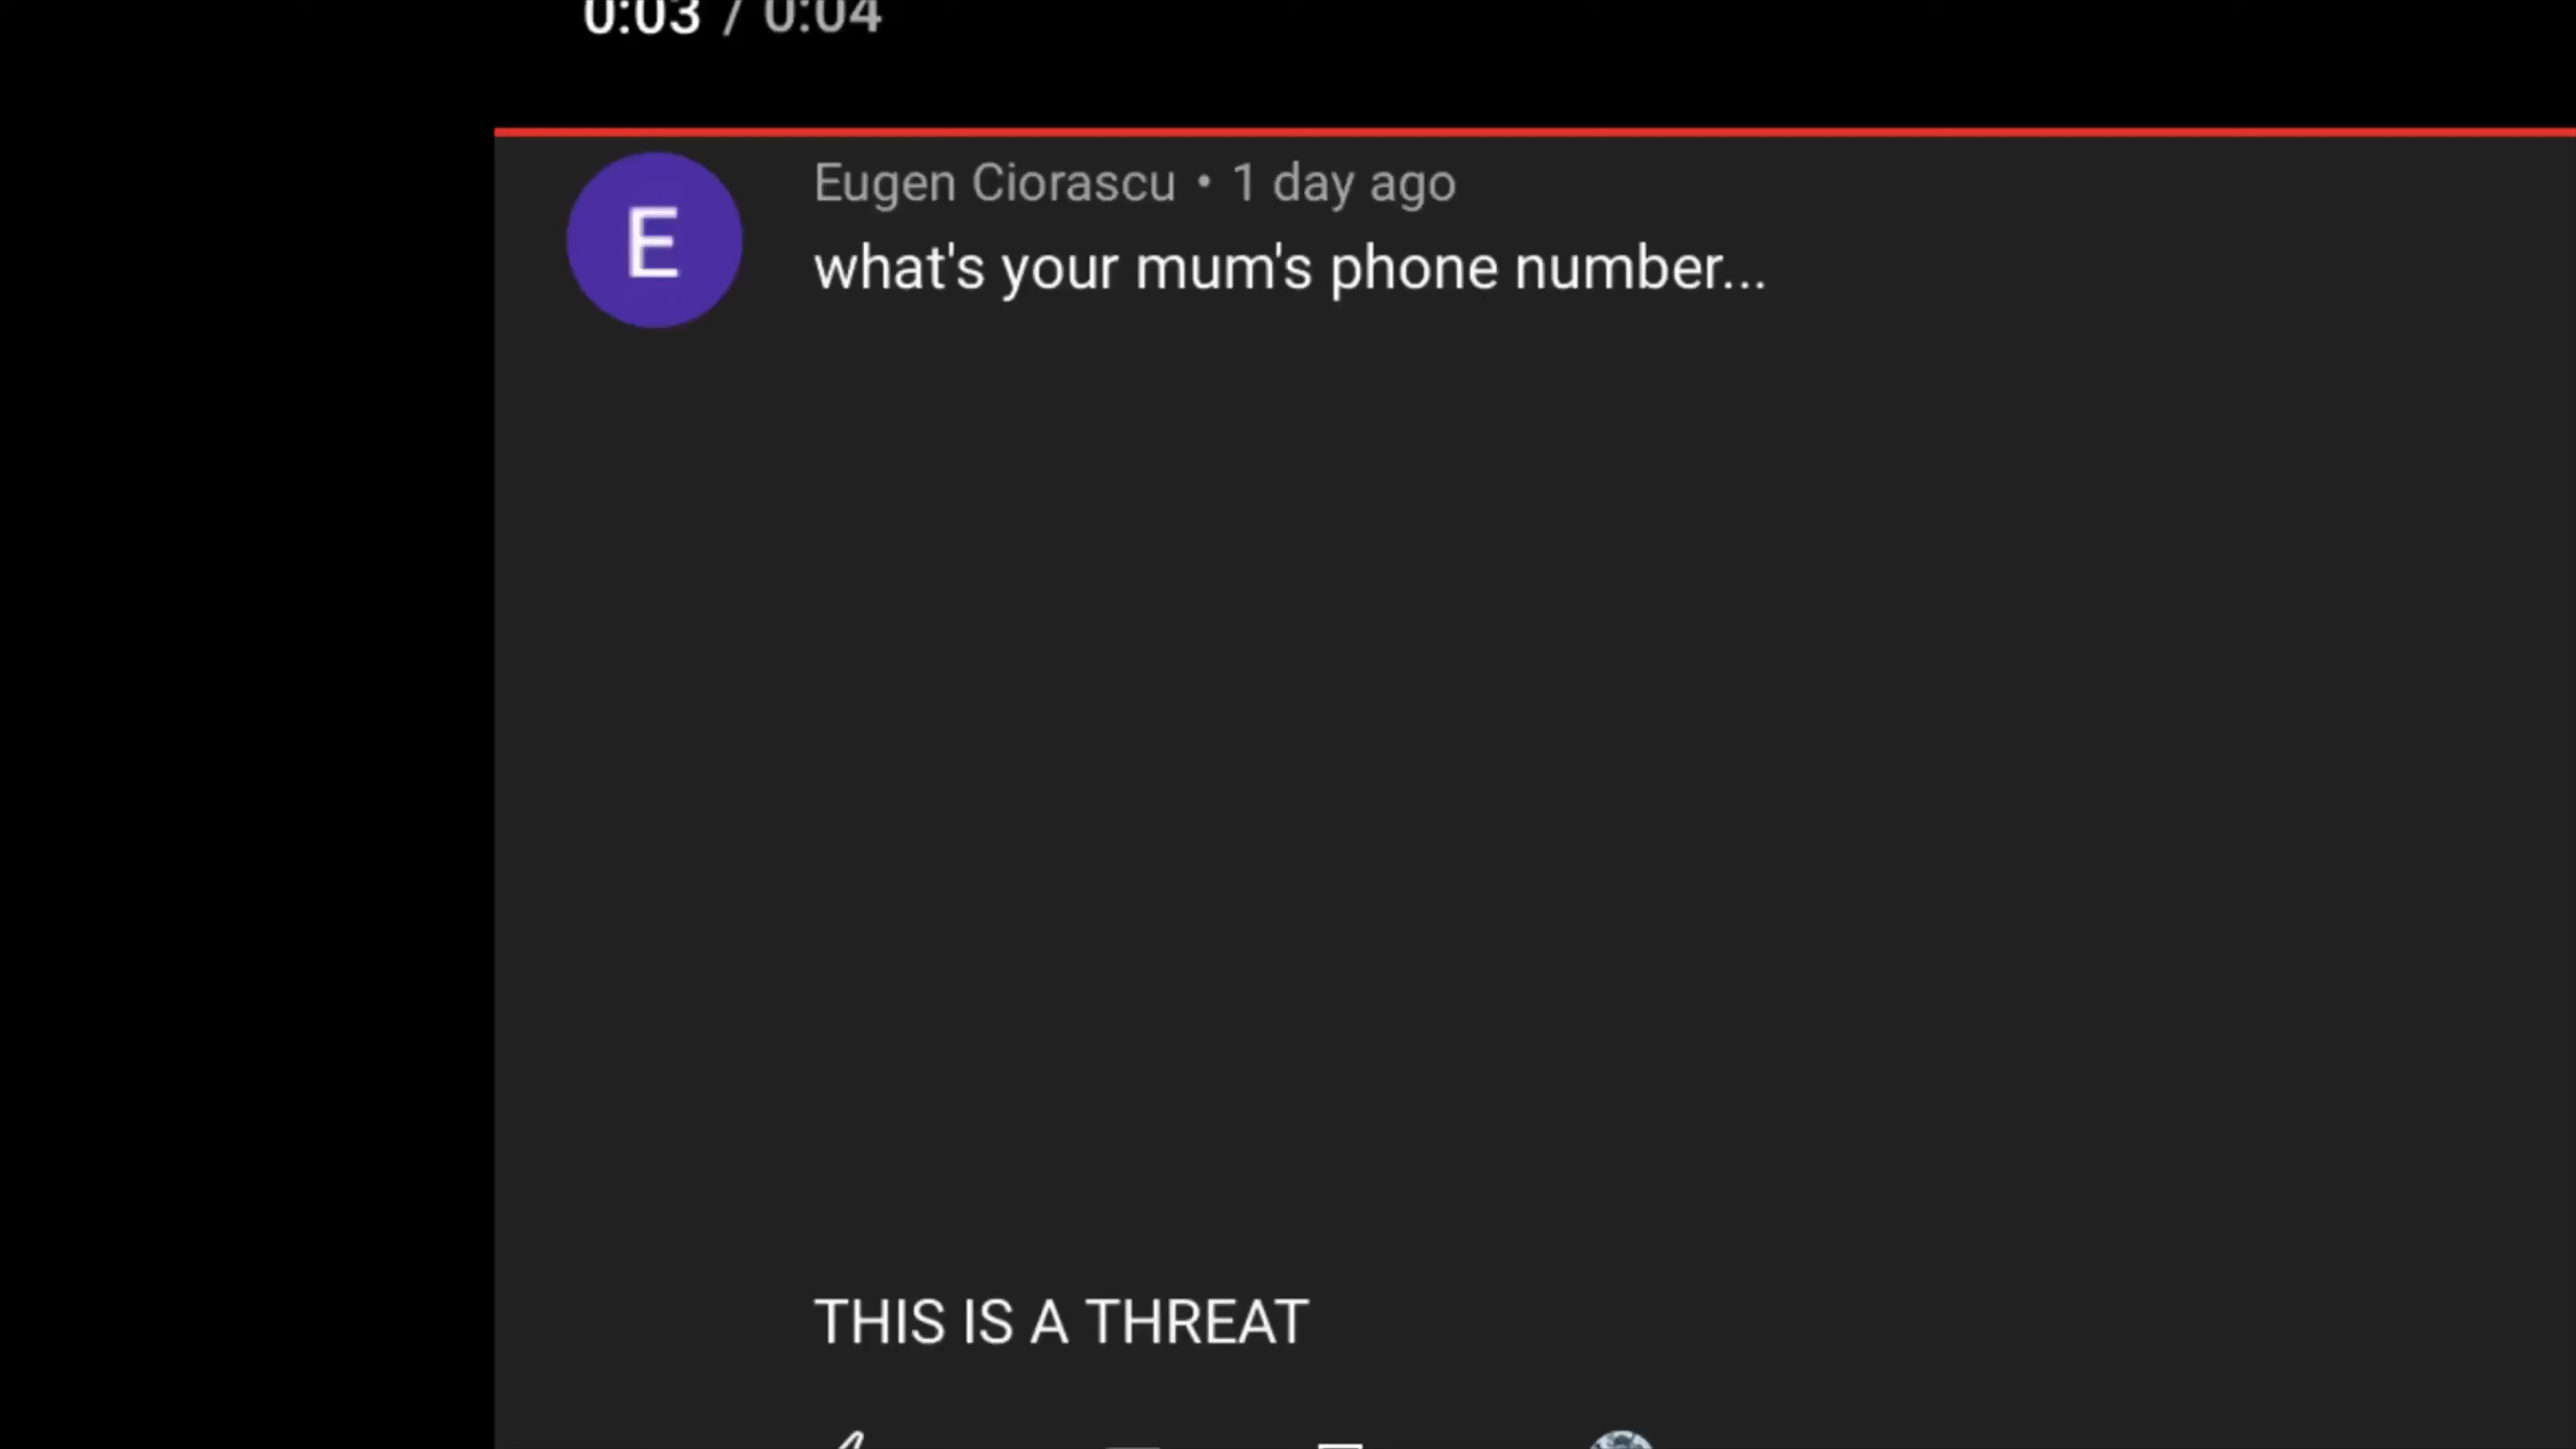 0:03 / 0:04
E
Eugen Ciorascu • 1 day ago
what's your mum's phone number...
THIS IS A THREAT